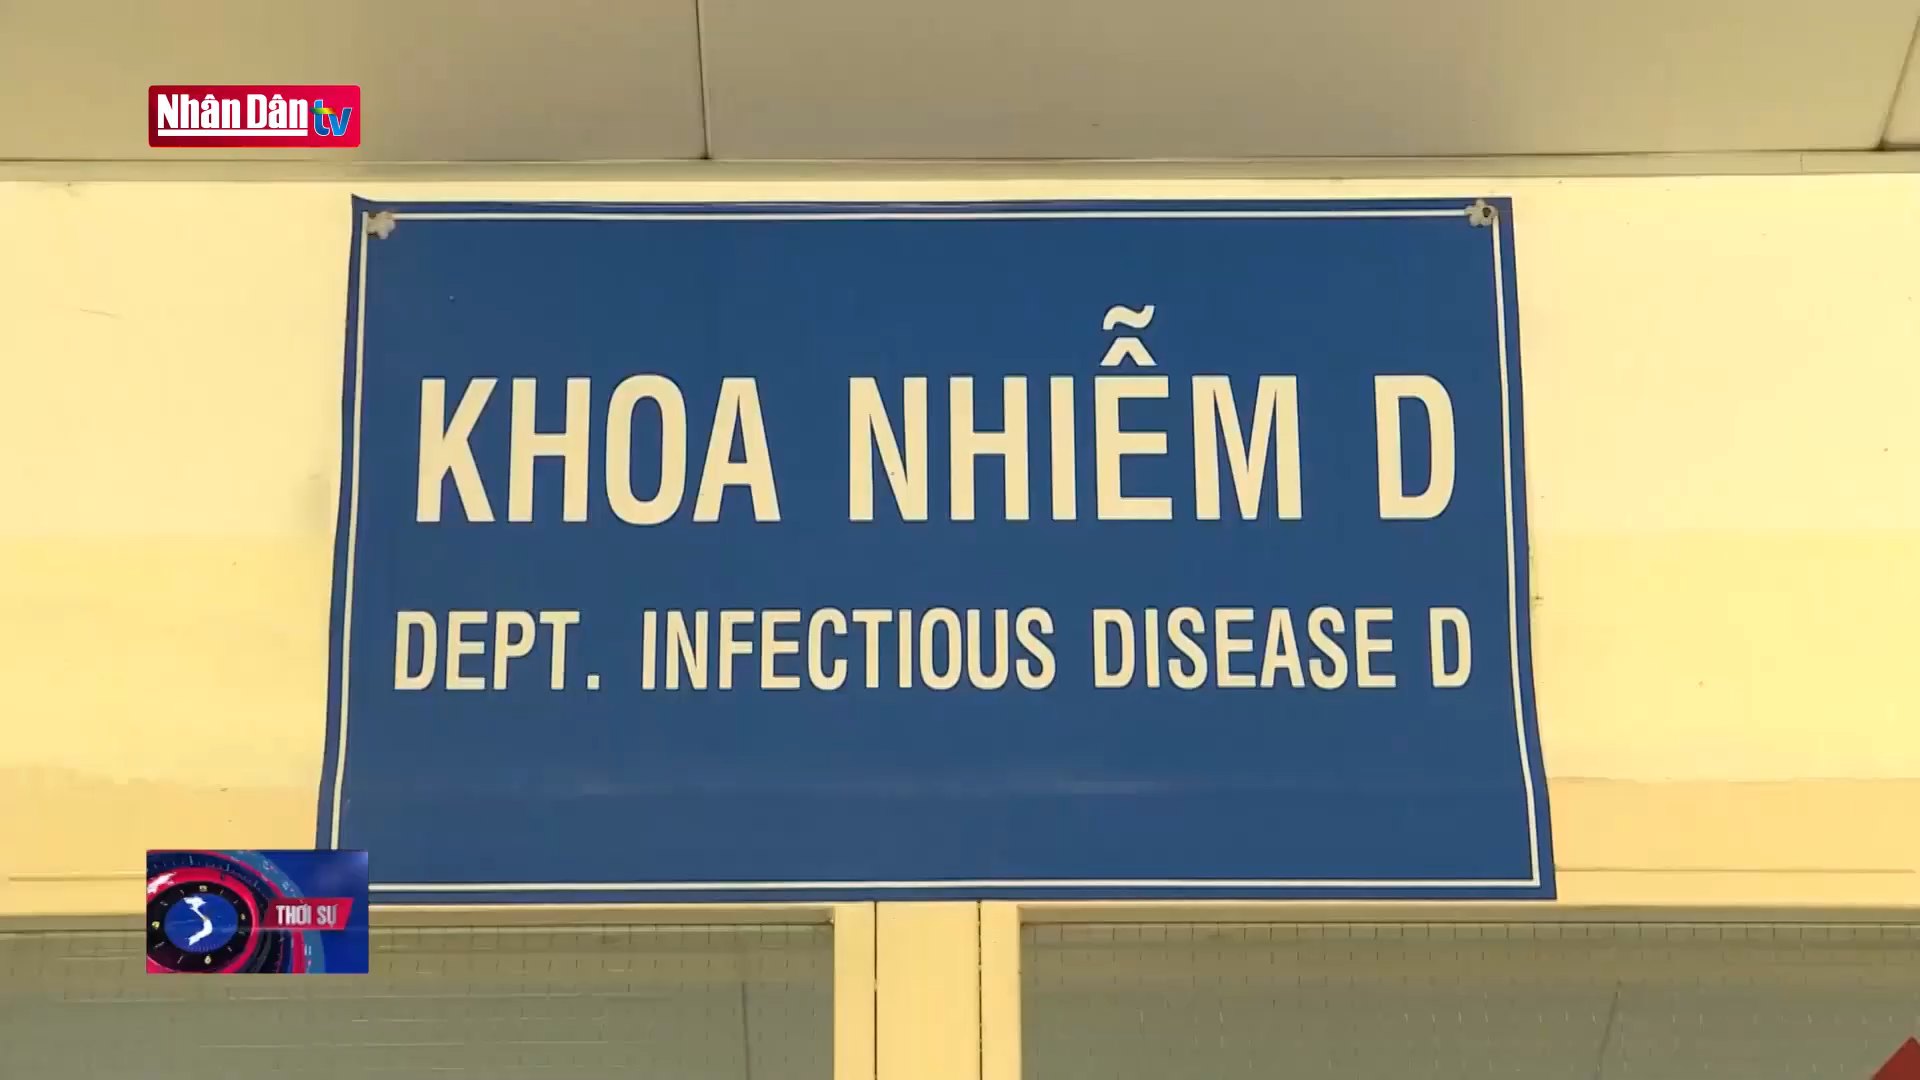 Nhân Dân tv
KHOA NHIỄM D
DEPT. INFECTIOUS DISEASE D
THỜI SỰ